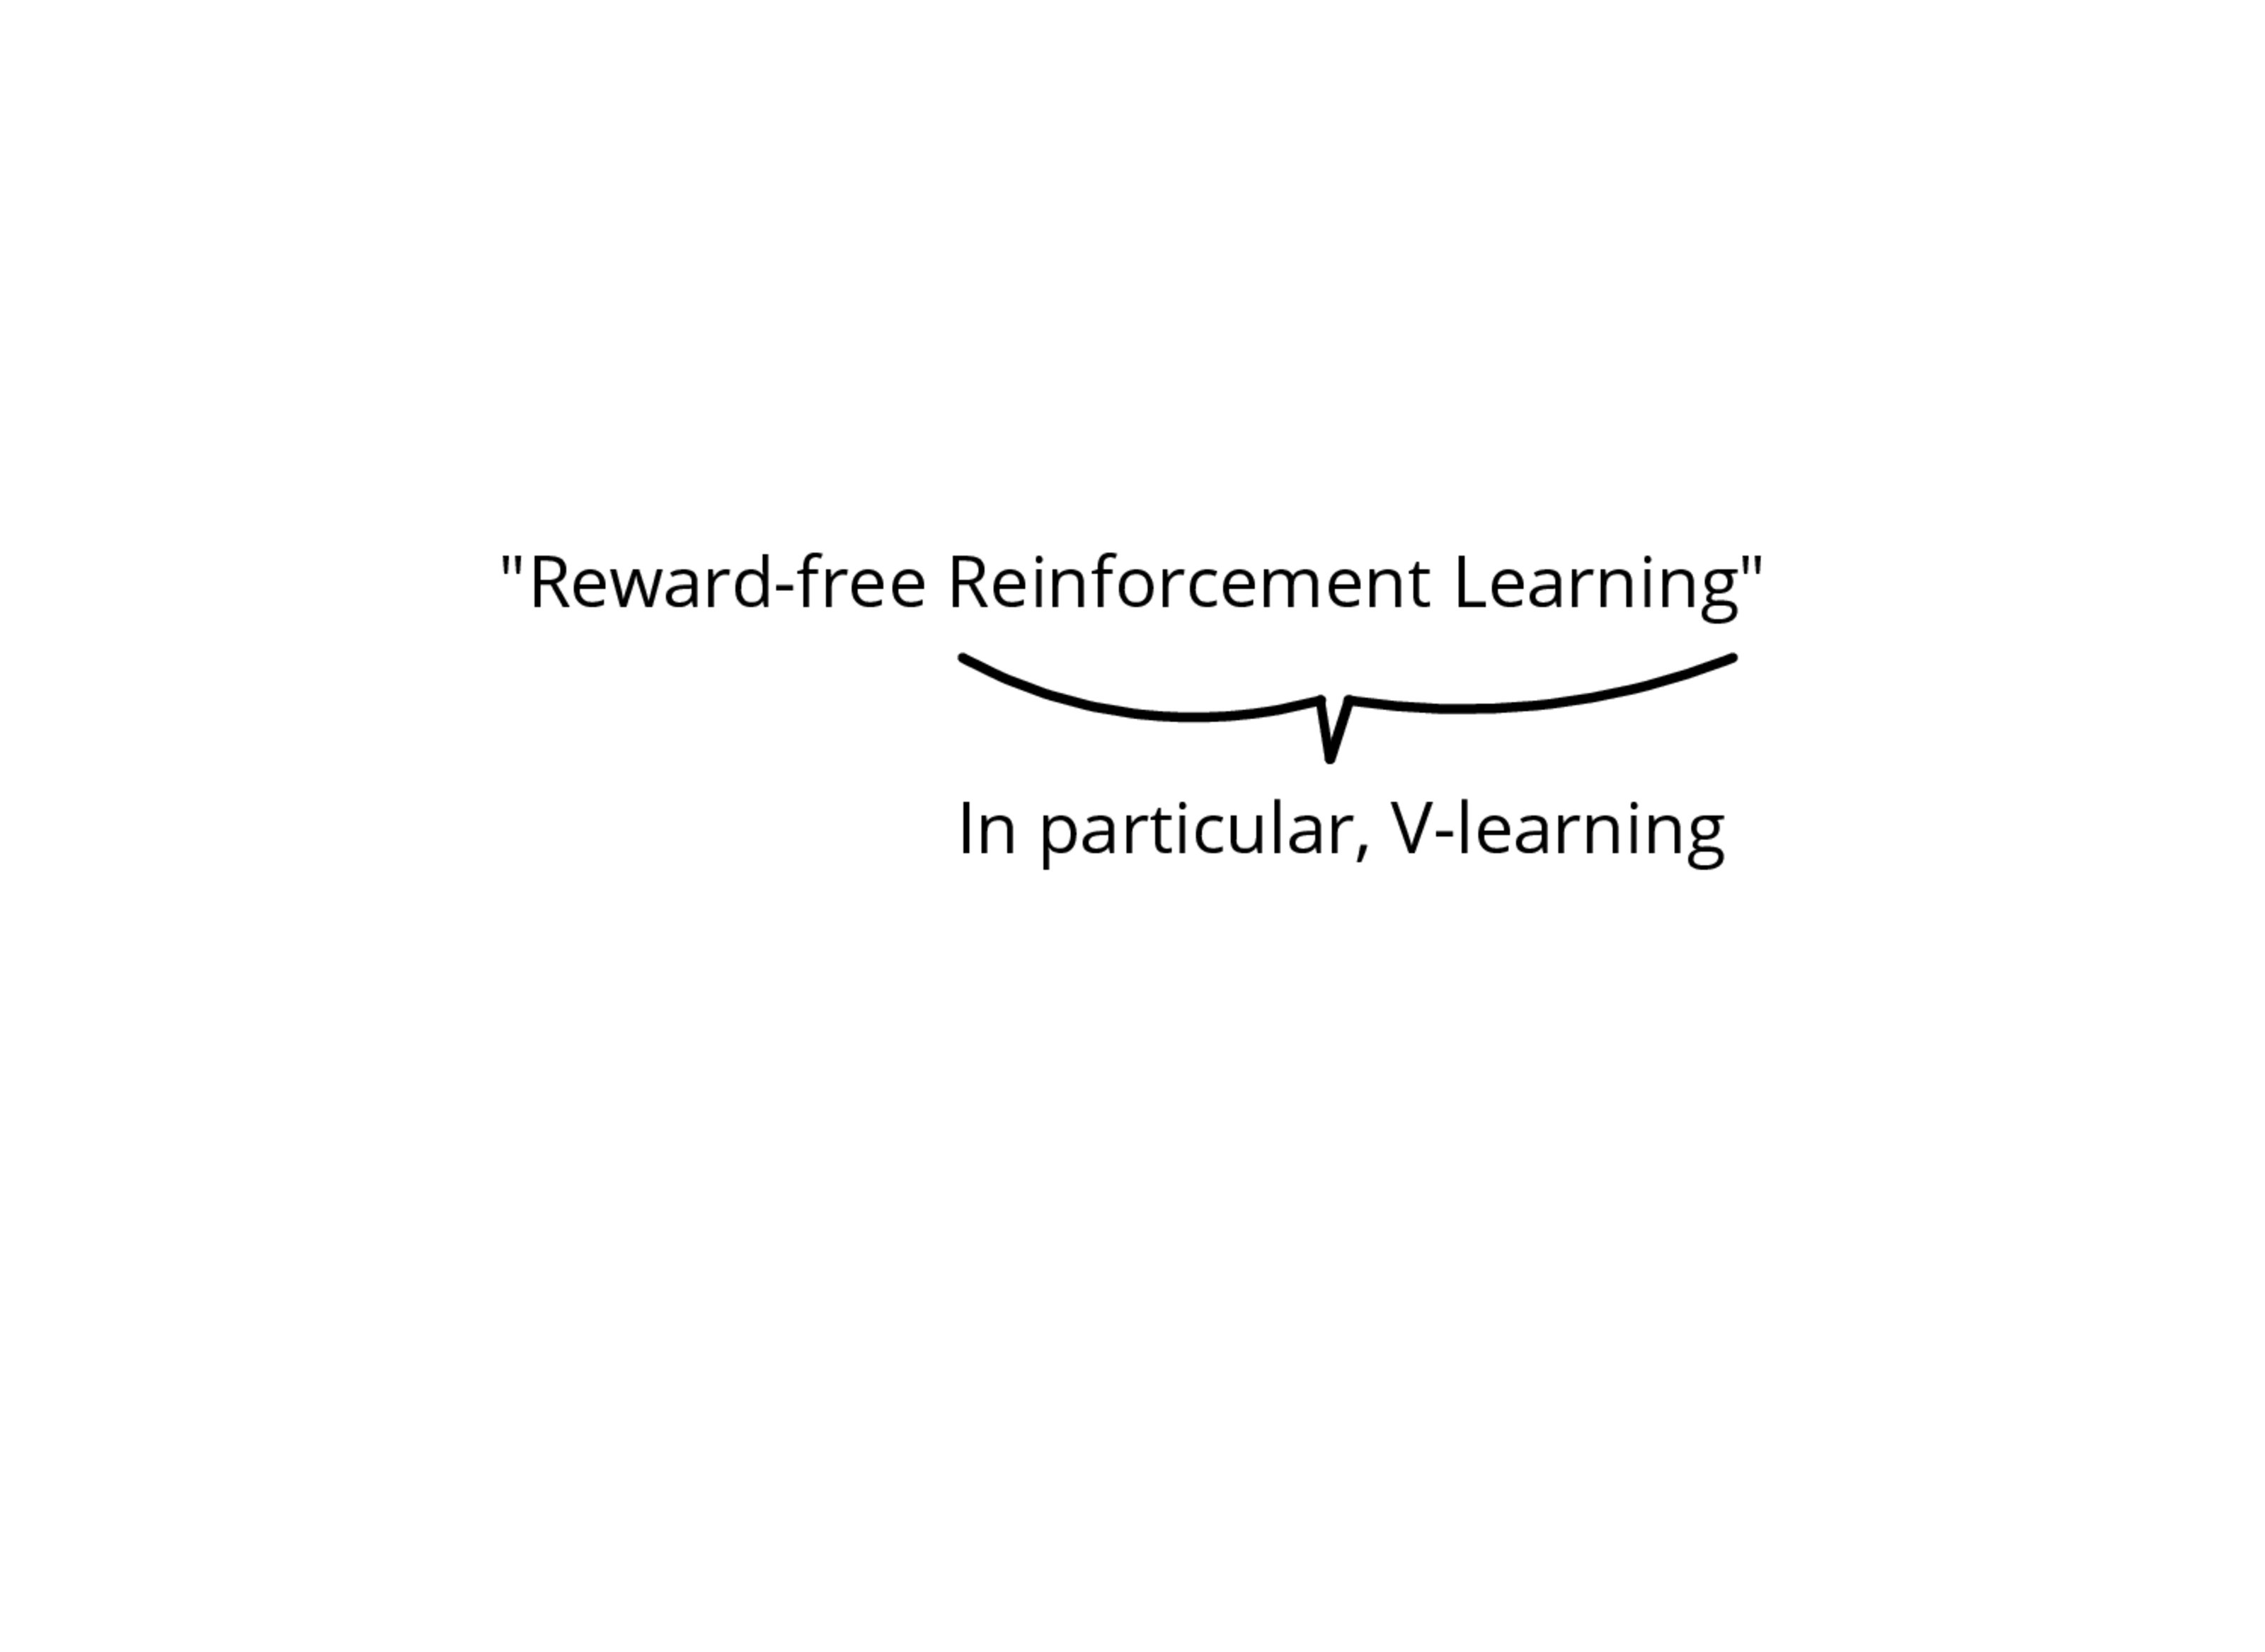 "Reward-free Reinforcement Learning"
In particular, V-learning